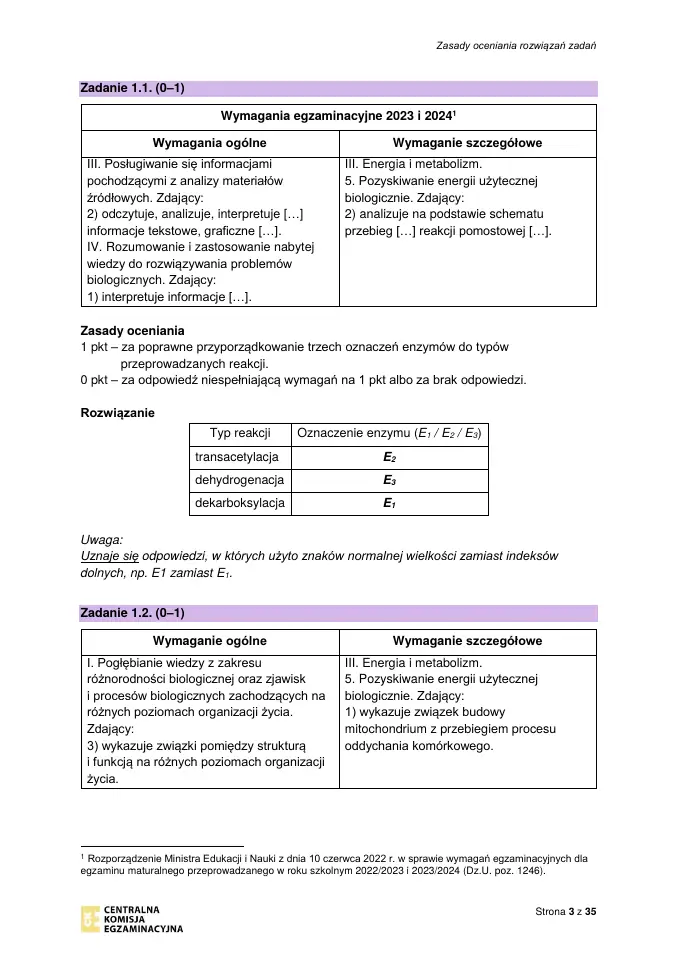 Zasady oceniania rozwiązań zadań
Zadanie 1.1. (0–1)
Wymagania egzaminacyjne 2023 i 2024¹
Wymagania ogólne
Wymagania szczegółowe
III. Posługiwanie się informacjami
pochodzącymi z analizy materiałów
źródłowych. Zdający:
2) odczytuje, analizuje, interpretuje […]
informacje tekstowe, graficzne […].
IV. Rozumowanie i zastosowanie nabytej
wiedzy do rozwiązywania problemów
biologicznych. Zdający:
1) interpretuje informacje […].
III. Energia i metabolizm.
5. Pozyskiwanie energii użytecznej
biologicznie. Zdający:
2) analizuje na podstawie schematu
przebieg […] reakcji pomostowej […].
Zasady oceniania
1 pkt – za poprawne przyporządkowanie trzech oznaczeń enzymów do typów
przeprowadzanych reakcji.
0 pkt – za odpowiedź niespełniającą wymagań na 1 pkt albo za brak odpowiedzi.
Rozwiązanie
Typ reakcji
Oznaczenie enzymu (E₁ / E₂ / E₃)
transacetylacja
E₂
dehydrogenacja
E₃
dekarboksylacja
E₁
Uwaga:
Uznaje się odpowiedzi, w których użyto znaków normalnej wielkości zamiast indeksów
dolnych, np. E1 zamiast E₁.
Zadanie 1.2. (0–1)
Wymaganie ogólne
Wymaganie szczegółowe
I. Pogłębianie wiedzy z zakresu
różnorodności biologicznej oraz zjawisk
i procesów biologicznych zachodzących na
różnych poziomach organizacji życia.
Zdający:
3) wykazuje związki pomiędzy strukturą
i funkcją na różnych poziomach organizacji
życia.
III. Energia i metabolizm.
5. Pozyskiwanie energii użytecznej
biologicznie. Zdający:
1) wykazuje związek budowy
mitochondrium z przebiegiem procesu
oddychania komórkowego.
¹ Rozporządzenie Ministra Edukacji i Nauki z dnia 10 czerwca 2022 r. w sprawie wymagań egzaminacyjnych dla
egzaminu maturalnego przeprowadzanego w roku szkolnym 2022/2023 i 2023/2024 (Dz.U. poz. 1246).
CENTRALNA
KOMISJA
EGZAMINACYJNA
Strona 3 z 35